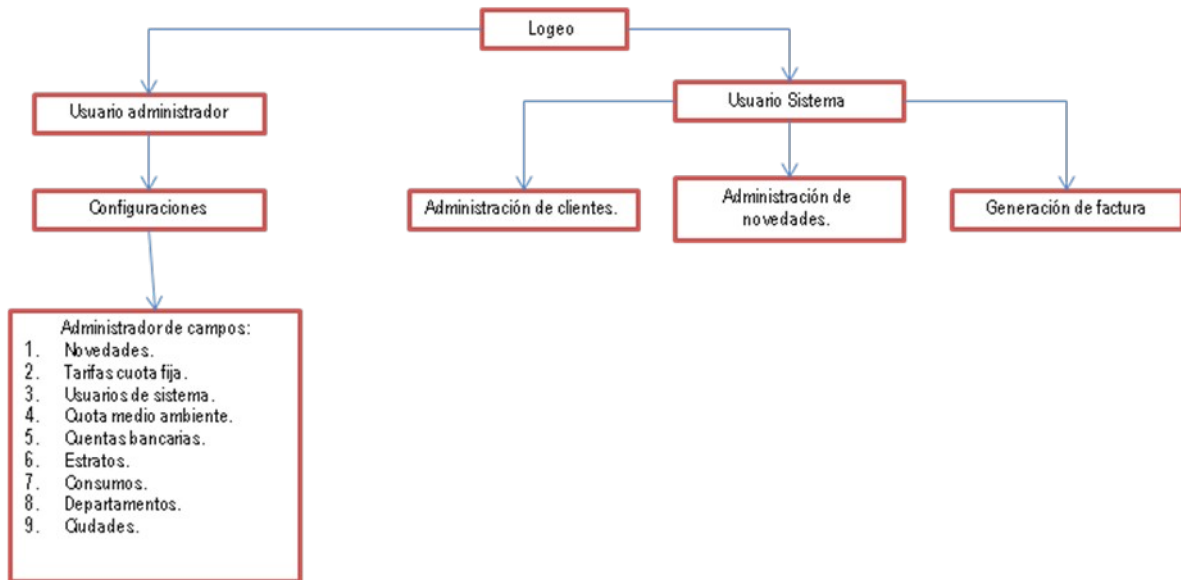 Logeo
Usuario administrador
Usuario Sistema
Configuraciones
Administración de clientes.
Administración de
novedades.
Generación de factura
Administrador de campos:
1. Novedades.
2. Tarifas cuota fija.
3. Usuarios de sistema.
4. Cuota medio ambiente.
5. Cuentas bancarias.
6. Estratos.
7. Consumos.
8. Departamentos.
9. Ciudades.